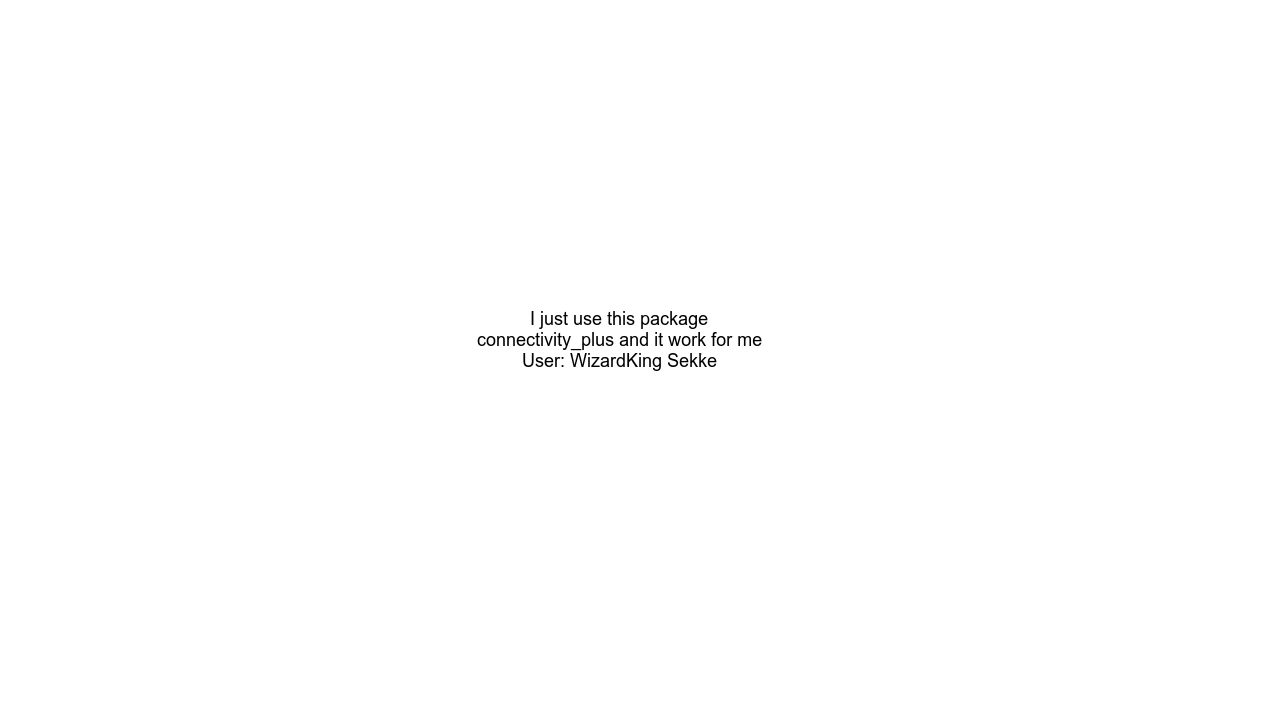 I just use this package
connectivity_plus and it work for me
User: WizardKing Sekke